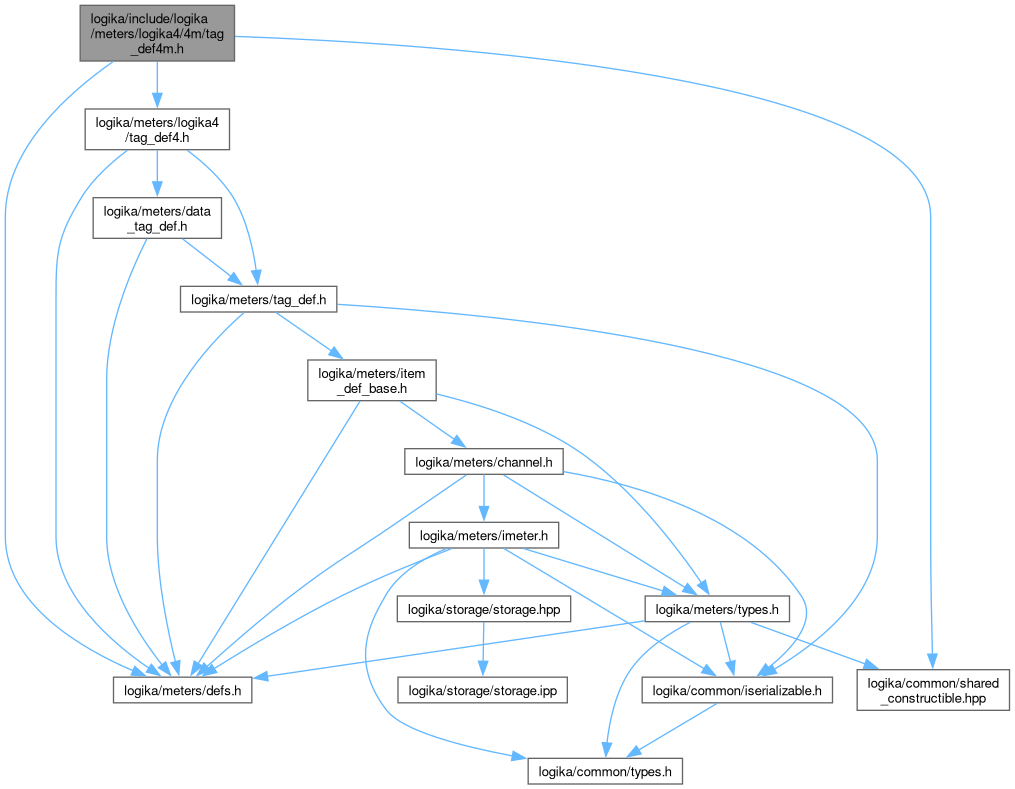 logika/include/logika
/meters/logika4/4m/tag
_def4m.h
logika/meters/logika4
/tag_def4.h
logika/meters/data
_tag_def.h
logika/meters/tag_def.h
logika/meters/item
_def_base.h
logika/meters/channel.h
logika/meters/imeter.h
logika/storage/storage.hpp
logika/meters/types.h
logika/meters/defs.h
logika/storage/storage.ipp
logika/common/iserializable.h
logika/common/shared
_constructible.hpp
logika/common/types.h